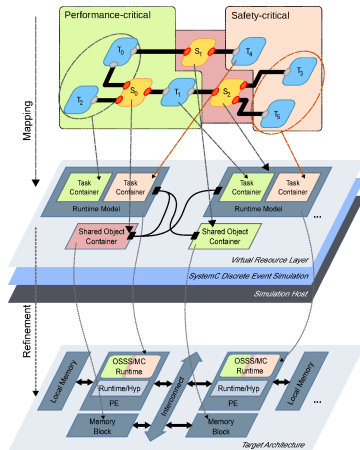 Performance-critical
Safety-critical
T0
S1
T4
T3
T2
S0
T1
S2
T5
Mapping
Task
Container
Task
Container
Runtime Model
Task
Container
Task
Container
Runtime Model
...
Shared Object
Container
Shared Object
Container
Virtual Resource Layer
SystemC Discrete Event Simulation
Simulation Host
Refinement
Local Memory
OSSS/MC
Runtime
Runtime/Hyp
PE
Interconnect
OSSS/MC
Runtime
Runtime/Hyp
PE
Local Memory
...
Memory
Block
Memory
Block
Target Architecture